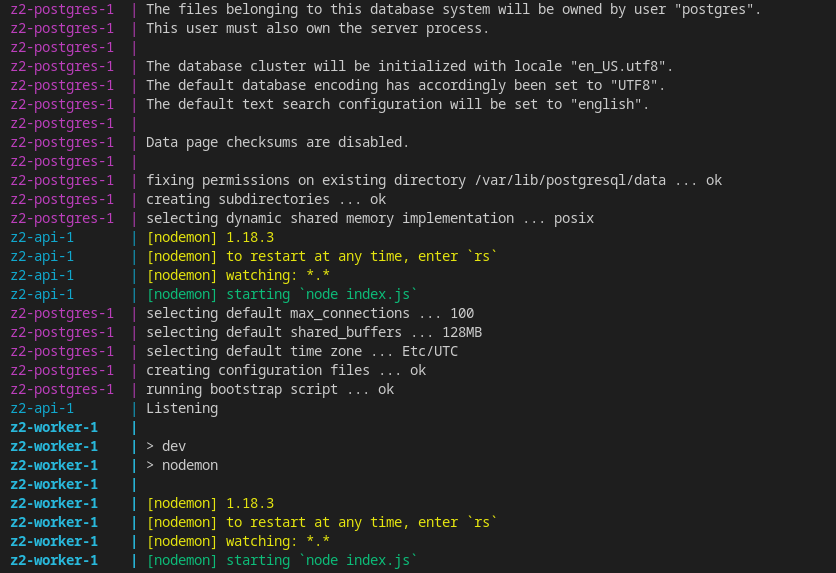 z2-postgres-1  | The files belonging to this database system will be owned by user "postgres".
z2-postgres-1  | This user must also own the server process.
z2-postgres-1  |
z2-postgres-1  | The database cluster will be initialized with locale "en_US.utf8".
z2-postgres-1  | The default database encoding has accordingly been set to "UTF8".
z2-postgres-1  | The default text search configuration will be set to "english".
z2-postgres-1  |
z2-postgres-1  | Data page checksums are disabled.
z2-postgres-1  |
z2-postgres-1  | fixing permissions on existing directory /var/lib/postgresql/data ... ok
z2-postgres-1  | creating subdirectories ... ok
z2-postgres-1  | selecting dynamic shared memory implementation ... posix
z2-api-1       | [nodemon] 1.18.3
z2-api-1       | [nodemon] to restart at any time, enter `rs`
z2-api-1       | [nodemon] watching: *.*
z2-api-1       | [nodemon] starting `node index.js`
z2-postgres-1  | selecting default max_connections ... 100
z2-postgres-1  | selecting default shared_buffers ... 128MB
z2-postgres-1  | selecting default time zone ... Etc/UTC
z2-postgres-1  | creating configuration files ... ok
z2-postgres-1  | running bootstrap script ... ok
z2-api-1       | Listening
z2-worker-1    |
z2-worker-1    | > dev
z2-worker-1    | > nodemon
z2-worker-1    |
z2-worker-1    | [nodemon] 1.18.3
z2-worker-1    | [nodemon] to restart at any time, enter `rs`
z2-worker-1    | [nodemon] watching: *.*
z2-worker-1    | [nodemon] starting `node index.js`